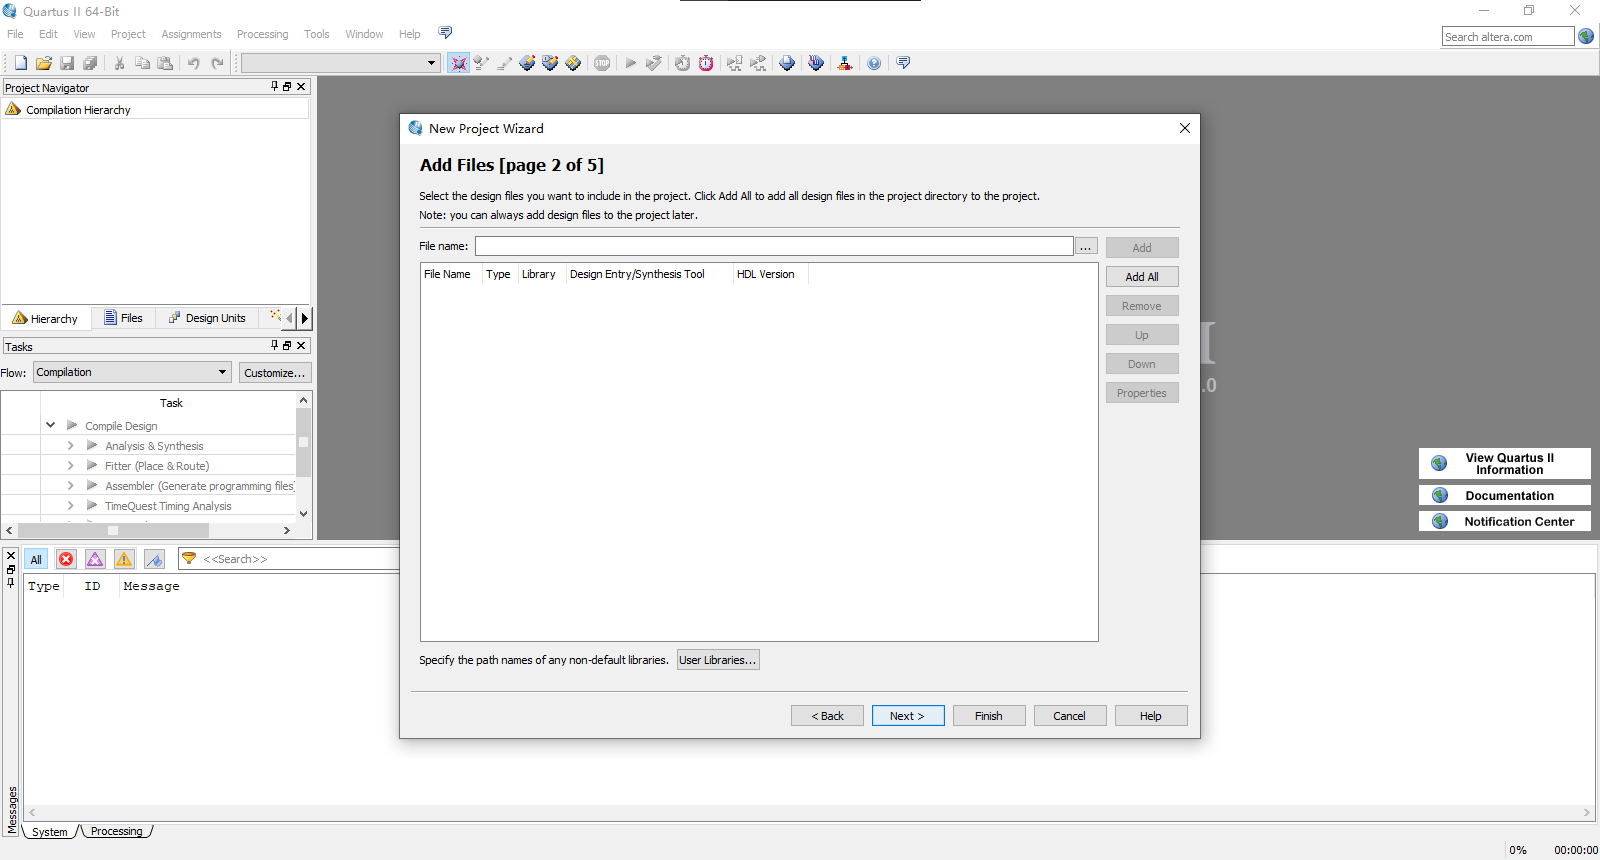 Quartus II 64-Bit
File Edit View Project Assignments Processing Tools Window Help
Search altera.com
STOP
Project Navigator
Compilation Hierarchy
Hierarchy Files Design Units
Tasks
Flow: Compilation Customize...
Task
Compile Design
Analysis & Synthesis
Fitter (Place & Route)
Assembler (Generate programming files)
TimeQuest Timing Analysis
New Project Wizard
Add Files [page 2 of 5]
Select the design files you want to include in the project. Click Add All to add all design files in the project directory to the project.
Note: you can always add design files to the project later.
File name: ... Add
File Name Type Library Design Entry/Synthesis Tool HDL Version
Add All
Remove
Up
Down
Properties
Specify the path names of any non-default libraries. User Libraries...
< Back Next > Finish Cancel Help
I
.0
View Quartus II
Information
Documentation
Notification Center
All <<Search>>
Type ID Message
Messages
System Processing
0% 00:00:00